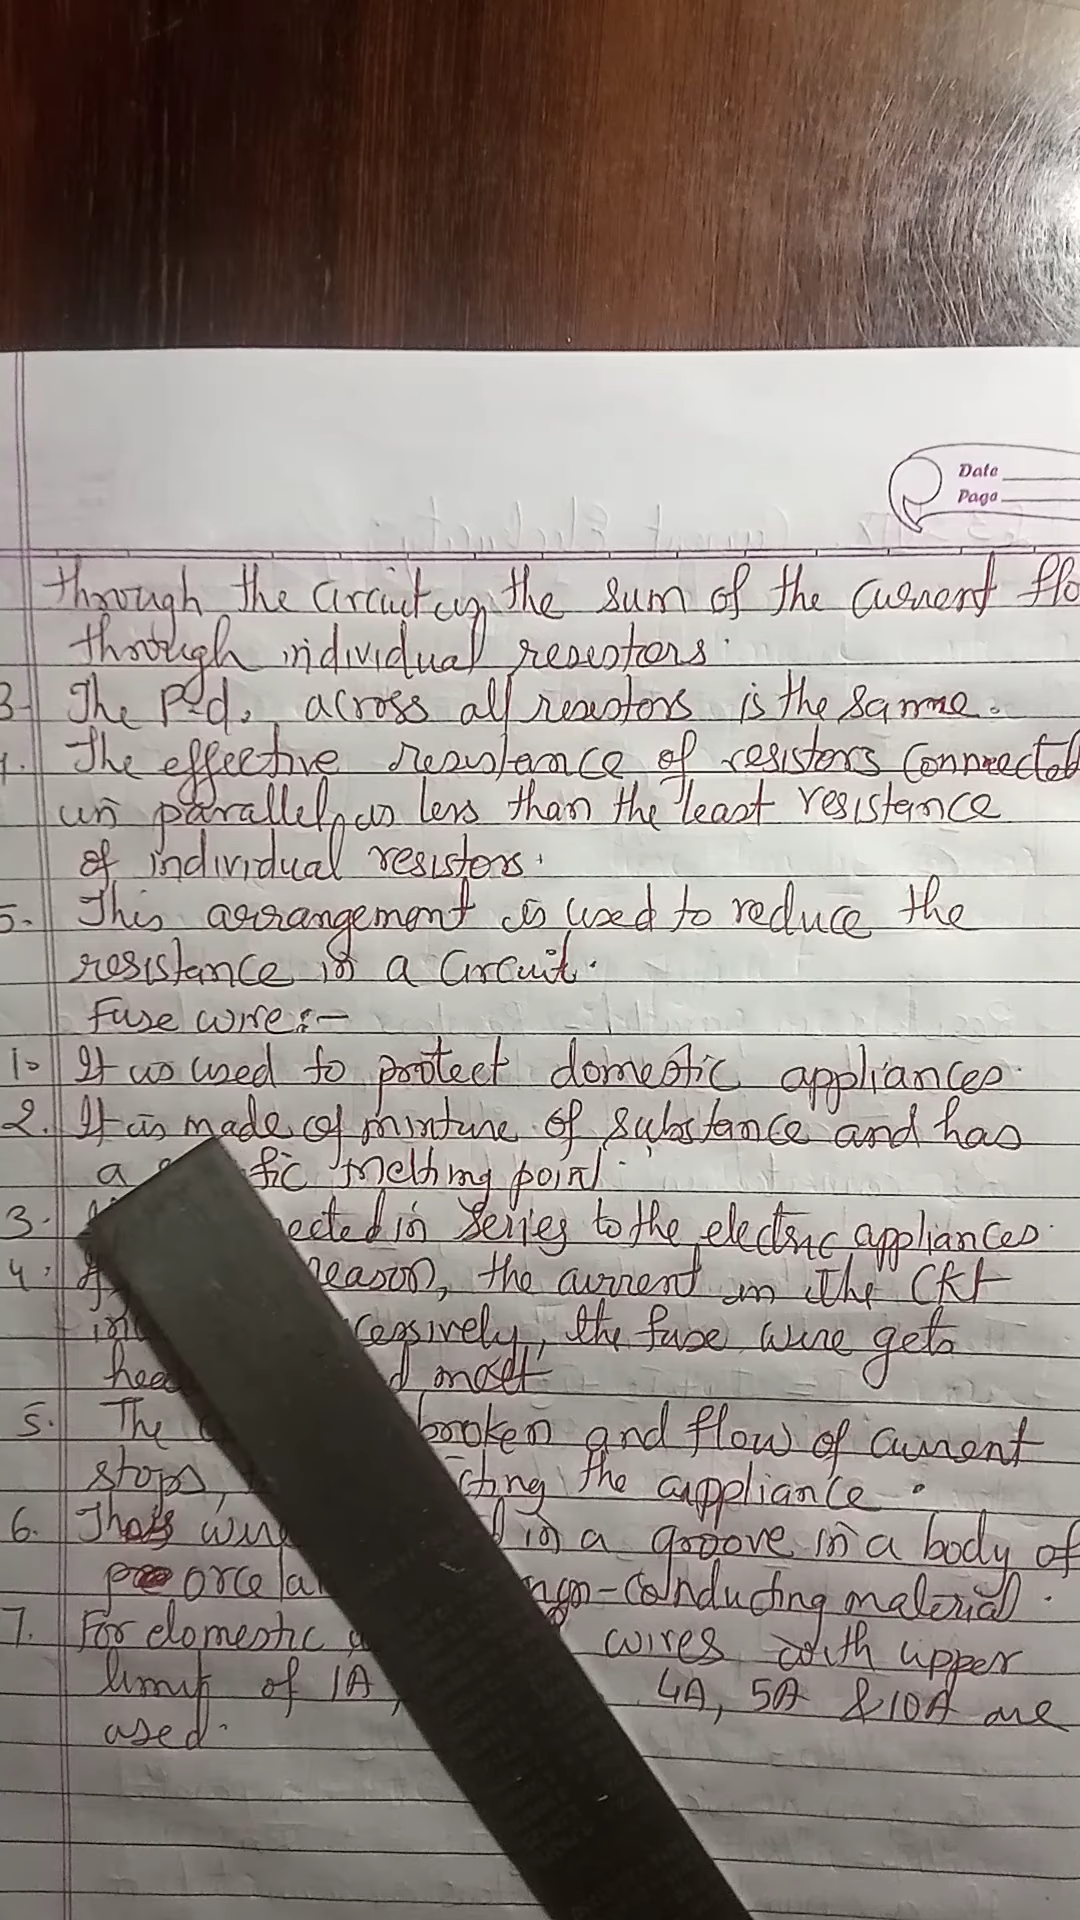 Date
Page
through the circuit is the sum of the current flo
through individual resistors.
3. The P.d. across all resistors is the same.
4. The effective resistance of resistors connected
in parallel is less than the least resistance
of individual resistors.
5. This arrangement is used to reduce the
resistance in a circuit.
Fuse wire:-
1. It is used to protect domestic appliances.
2. It is made of mixture of substance and has
a fic melting point.
3. ected in series to the electric appliances.
4. reason, the current in the CKt
cessively, the fuse wire gets
hea d melt
5. The broken and flow of current
stops, cting the appliance.
6. This wire d in a groove in a body of
porcelai non-conducting material.
7. For domestic wires with upper
limit of 1A, 4A, 5A & 10A are
used.